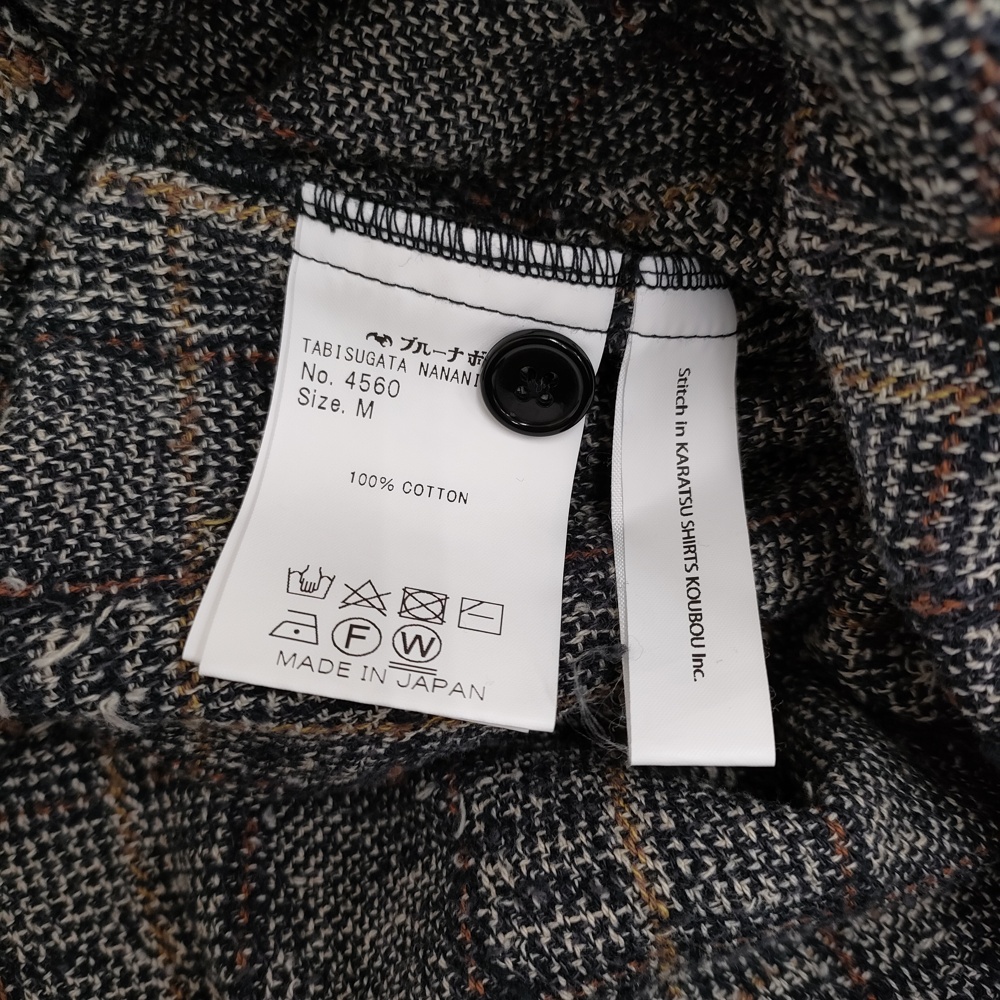 ブルーナボ
TABISUGATA NANANI
No. 4560
Size. M
100% COTTON
F W
MADE IN JAPAN
Stitch in KARATSU SHIRTS KOUBOU Inc.